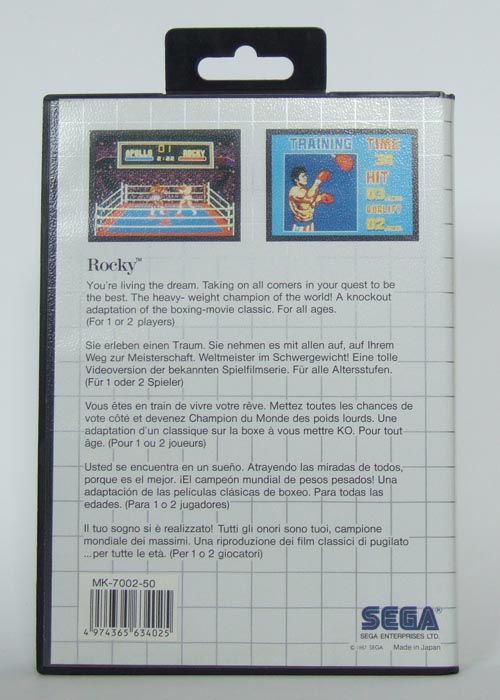 APOLLO 01 ROCKY
TRAINING TIME
34
HIT
03
QUALIFY
02
Rocky™
You're living the dream. Taking on all comers in your quest to be
the best. The heavy- weight champion of the world! A knockout
adaptation of the boxing-movie classic. For all ages.
(For 1 or 2 players)
Sie erleben einen Traum. Sie nehmen es mit allen auf, auf Ihrem
Weg zur Meisterschaft. Weltmeister im Schwergewicht! Eine tolle
Videoversion der bekannten Spielfilmserie. Für alle Altersstufen.
(Für 1 oder 2 Spieler)
Vous êtes en train de vivre votre rêve. Mettez toutes les chances de
vote côté et devenez Champion du Monde des poids lourds. Une
adaptation d'un classique sur la boxe à vous mettre KO. Pour tout
âge. (Pour 1 ou 2 joueurs)
Usted se encuentra en un sueño. Atrayendo las miradas de todos,
porque es el mejor. ¡El campeón mundial de pesos pesados! Una
adaptación de las películas clásicas de boxeo. Para todas las
edades. (Para 1 o 2 jugadores)
Il tuo sogno si è realizzato! Tutti gli onori sono tuoi, campione
mondiale dei massimi. Una riproduzione dei film classici di pugilato
...per tutte le età. (Per 1 o 2 giocatori)
MK-7002-50
4 974365 634025
SEGA®
SEGA ENTERPRISES LTD.
© 1987 SEGA Made in Japan